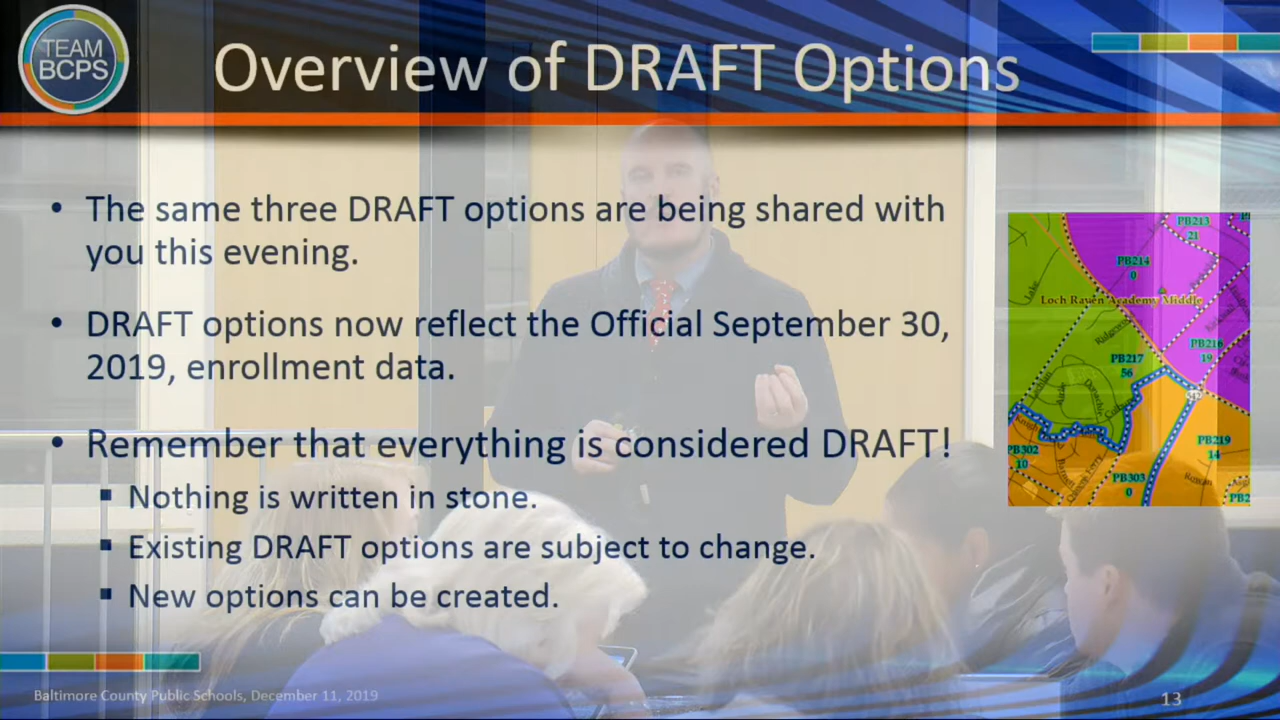 TEAM
BCPS
Overview of DRAFT Options
• The same three DRAFT options are being shared with
you this evening.
• DRAFT options now reflect the Official September 30,
2019, enrollment data.
• Remember that everything is considered DRAFT!
▪ Nothing is written in stone.
▪ Existing DRAFT options are subject to change.
▪ New options can be created.
PB213
21
PB214
0
Loch Raven Academy Middle
PB216
19
PB217
56
PB219
14
PB302
10
PB303
0
PB2
Baltimore County Public Schools, December 11, 2019
13